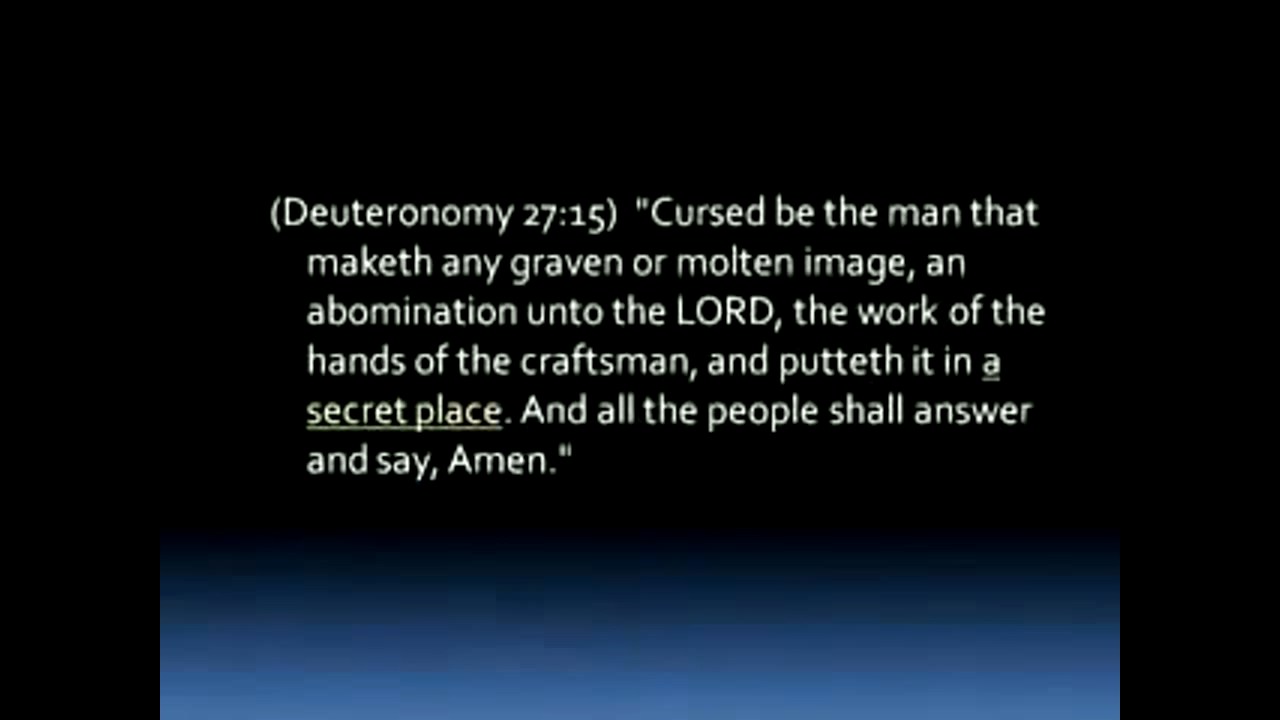 (Deuteronomy 27:15)  "Cursed be the man that
maketh any graven or molten image, an
abomination unto the LORD, the work of the
hands of the craftsman, and putteth it in a
secret place. And all the people shall answer
and say, Amen."